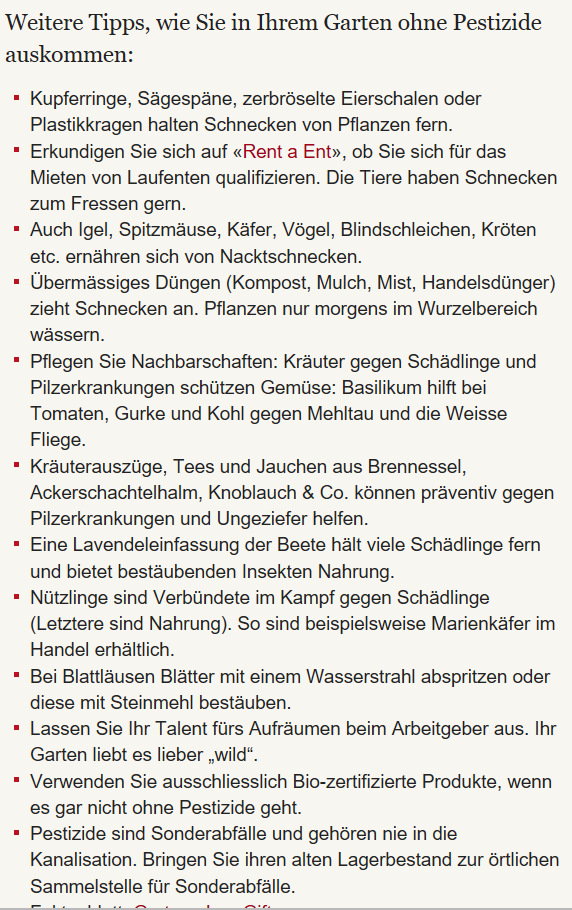 Weitere Tipps, wie Sie in Ihrem Garten ohne Pestizide
auskommen:
Kupferringe, Sägespäne, zerbröselte Eierschalen oder
Plastikkragen halten Schnecken von Pflanzen fern.
Erkundigen Sie sich auf «Rent a Ent», ob Sie sich für das
Mieten von Laufenten qualifizieren. Die Tiere haben Schnecken
zum Fressen gern.
Auch Igel, Spitzmäuse, Käfer, Vögel, Blindschleichen, Kröten
etc. ernähren sich von Nacktschnecken.
Übermässiges Düngen (Kompost, Mulch, Mist, Handelsdünger)
zieht Schnecken an. Pflanzen nur morgens im Wurzelbereich
wässern.
Pflegen Sie Nachbarschaften: Kräuter gegen Schädlinge und
Pilzerkrankungen schützen Gemüse: Basilikum hilft bei
Tomaten, Gurke und Kohl gegen Mehltau und die Weisse
Fliege.
Kräuterauszüge, Tees und Jauchen aus Brennessel,
Ackerschachtelhalm, Knoblauch & Co. können präventiv gegen
Pilzerkrankungen und Ungeziefer helfen.
Eine Lavendeleinfassung der Beete hält viele Schädlinge fern
und bietet bestäubenden Insekten Nahrung.
Nützlinge sind Verbündete im Kampf gegen Schädlinge
(Letztere sind Nahrung). So sind beispielsweise Marienkäfer im
Handel erhältlich.
Bei Blattläusen Blätter mit einem Wasserstrahl abspritzen oder
diese mit Steinmehl bestäuben.
Lassen Sie Ihr Talent fürs Aufräumen beim Arbeitgeber aus. Ihr
Garten liebt es lieber „wild“.
Verwenden Sie ausschliesslich Bio-zertifizierte Produkte, wenn
es gar nicht ohne Pestizide geht.
Pestizide sind Sonderabfälle und gehören nie in die
Kanalisation. Bringen Sie ihren alten Lagerbestand zur örtlichen
Sammelstelle für Sonderabfälle.